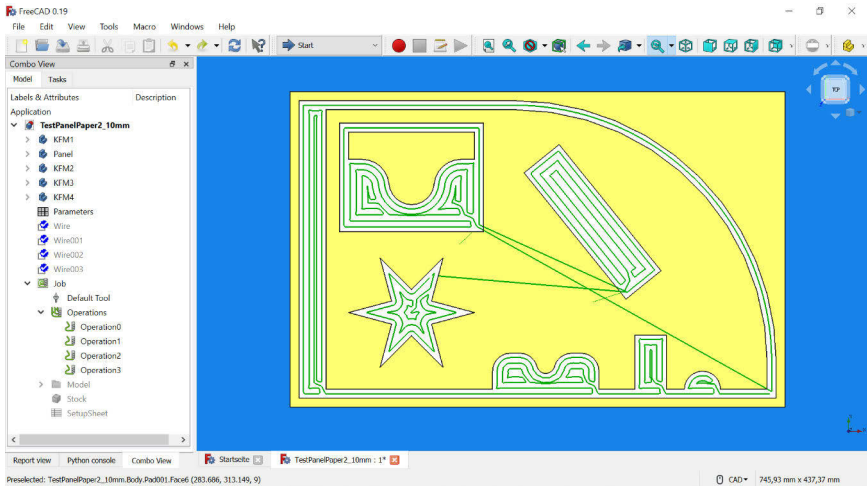 FreeCAD 0.19
File Edit View Tools Macro Windows Help
Start
Combo View
Model Tasks
Labels & Attributes Description
Application
TestPanelPaper2_10mm
KFM1
Panel
KFM2
KFM3
KFM4
Parameters
Wire
Wire001
Wire002
Wire003
Job
Default Tool
Operations
Operation0
Operation1
Operation2
Operation3
Model
Stock
SetupSheet
TOP
Report view Python console Combo View
Startseite TestPanelPaper2_10mm : 1*
Preselected: TestPanelPaper2_10mm.Body.Pad001.Face6 (283.686, 313.149, 9) CAD 745,93 mm x 437,37 mm